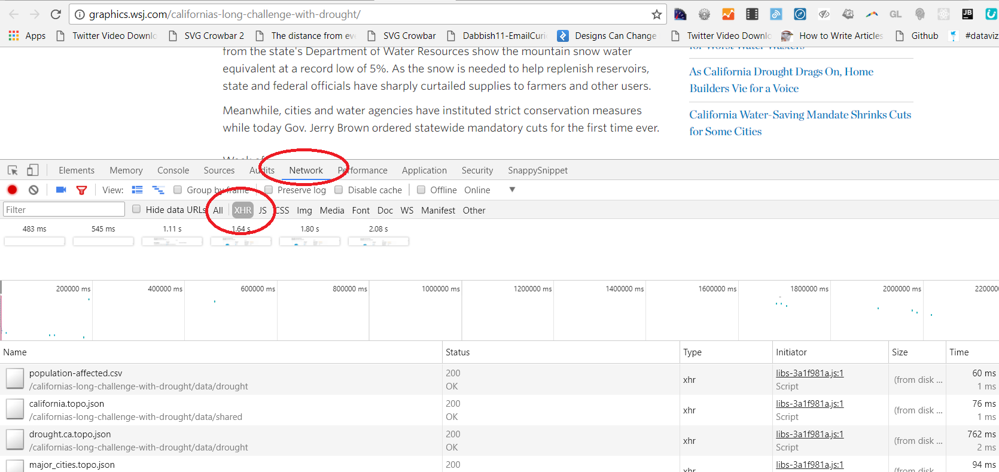 graphics.wsj.com/californias-long-challenge-with-drought/
GL
JB
Apps Twitter Video Downlo SVG Crowbar 2 The distance from eve SVG Crowbar Dabbish11-EmailCuri Designs Can Change Twitter Video Downlo How to Write Articles Github #dataviz
from the state's Department of Water Resources show the mountain snow water
equivalent at a record low of 5%. As the snow is needed to help replenish reservoirs,
state and federal officials have sharply curtailed supplies to farmers and other users.
Meanwhile, cities and water agencies have instituted strict conservation measures
while today Gov. Jerry Brown ordered statewide mandatory cuts for the first time ever.
for Worst Water Wasters
As California Drought Drags On, Home
Builders Vie for a Voice
California Water-Saving Mandate Shrinks Cuts
for Some Cities
Elements Memory Console Sources Audits Network Performance Application Security SnappySnippet
View: Group by frame Preserve log Disable cache Offline Online
Filter Hide data URLs All XHR JS CSS Img Media Font Doc WS Manifest Other
483 ms 545 ms 1.11 s 1.64 s 1.80 s 2.08 s
200000 ms 400000 ms 600000 ms 800000 ms 1000000 ms 1200000 ms 1400000 ms 1600000 ms 1800000 ms 2000000 ms 2200000
Name Status Type Initiator Size Time
population-affected.csv 200 libs-3a1f981a.js:1 60 ms
xhr (from disk ...
/californias-long-challenge-with-drought/data/drought OK Script 1 ms
california.topo.json 200 libs-3a1f981a.js:1 76 ms
xhr (from disk ...
/californias-long-challenge-with-drought/data/shared OK Script 1 ms
drought.ca.topo.json 200 libs-3a1f981a.js:1 762 ms
xhr (from disk ...
/californias-long-challenge-with-drought/data/drought OK Script 2 ms
major_cities.topo.json 200 libs-3a1f981a.js:1 94 ms
xhr (from disk ...